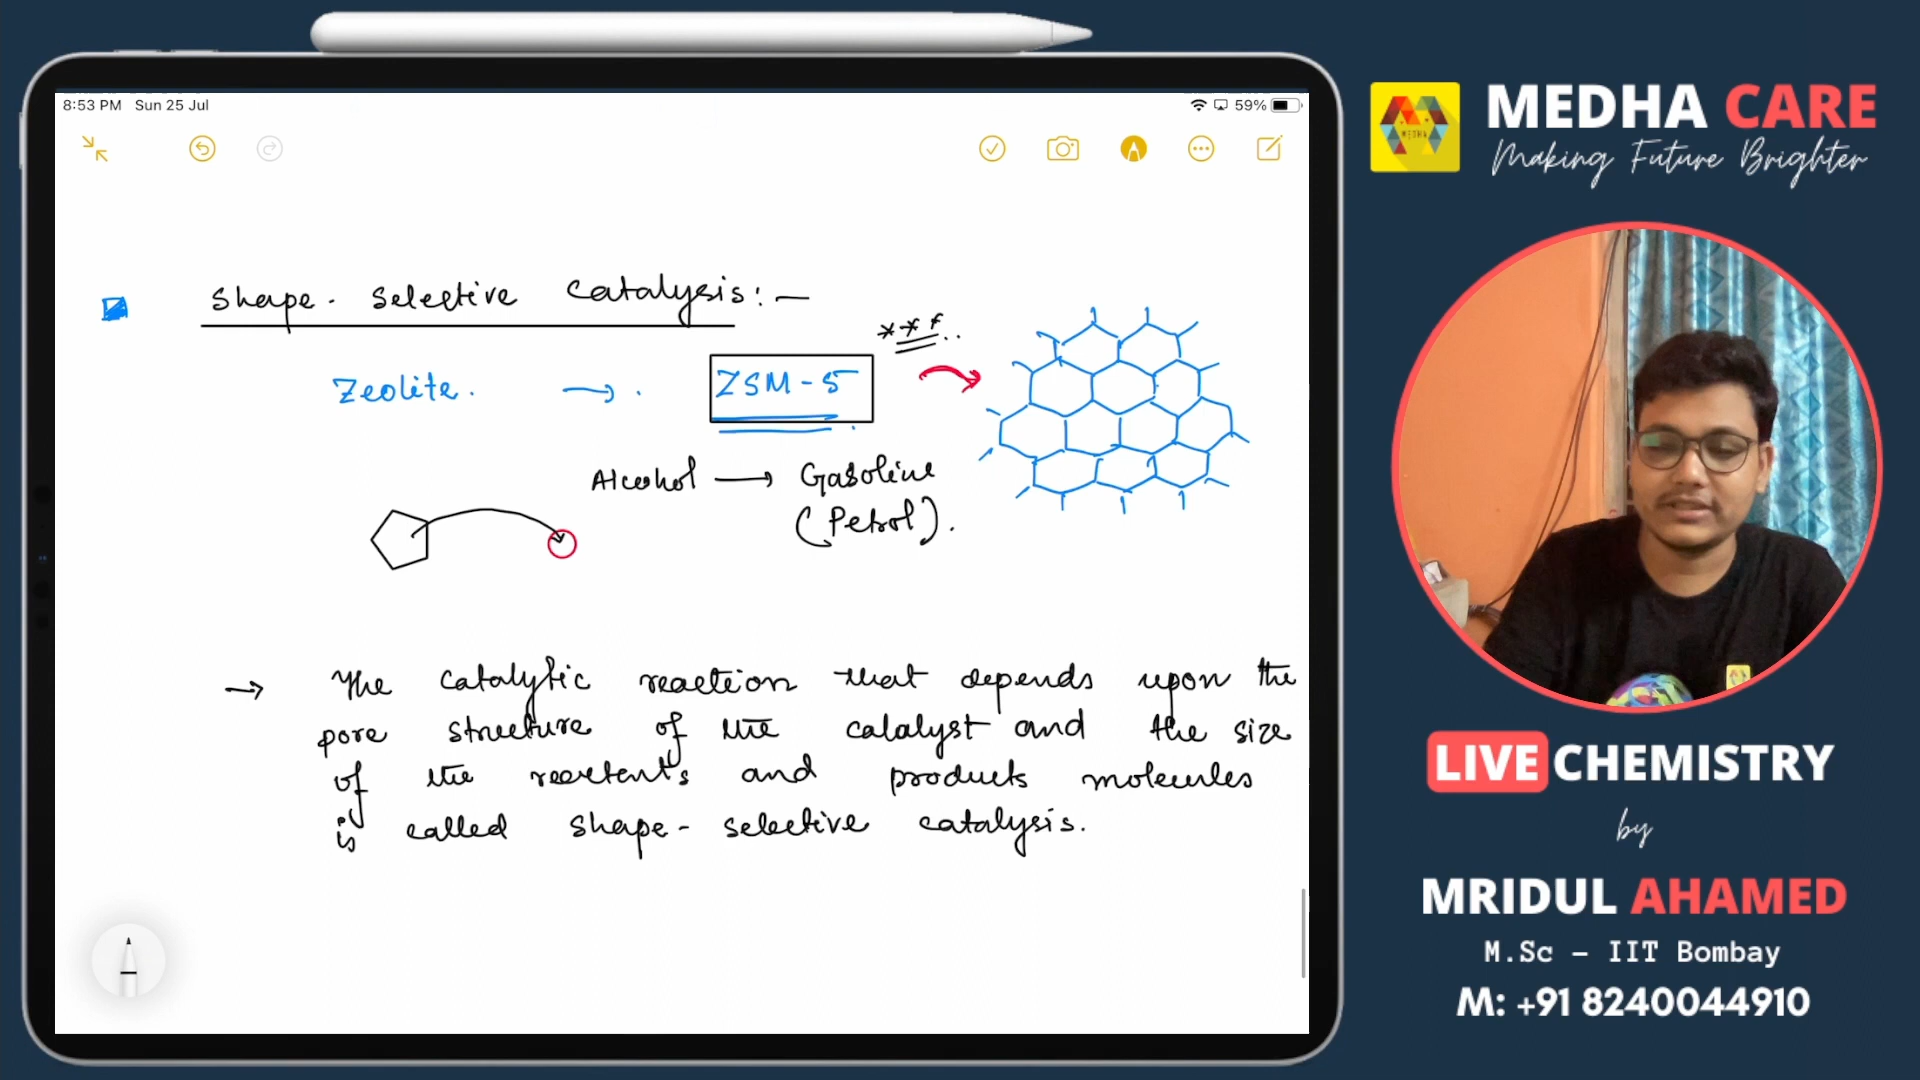 8:53 PM Sun 25 Jul
59%
Shape - Selective Catalysis:-
Zeolite. → . ZSM-5
Alcohol → Gasoline
(Petrol).
→ The catalytic reaction that depends upon the
pore structure of the catalyst and the size
of the reactents and products molecules
is called shape-selective catalysis.
MEDHA CARE
Making Future Brighter
MEDHA
LIVE CHEMISTRY
by
MRIDUL AHAMED
M.Sc - IIT Bombay
M: +91 8240044910